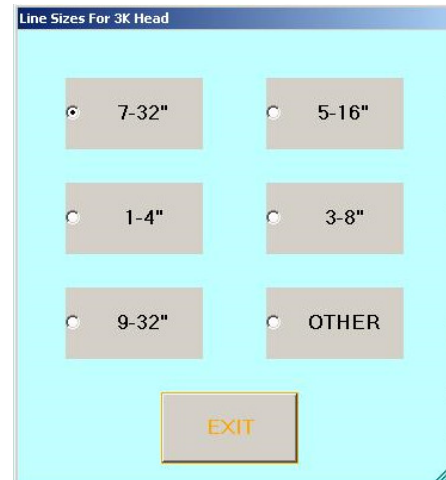 Line Sizes For 3K Head
7-32" 5-16"
1-4" 3-8"
9-32" OTHER
EXIT